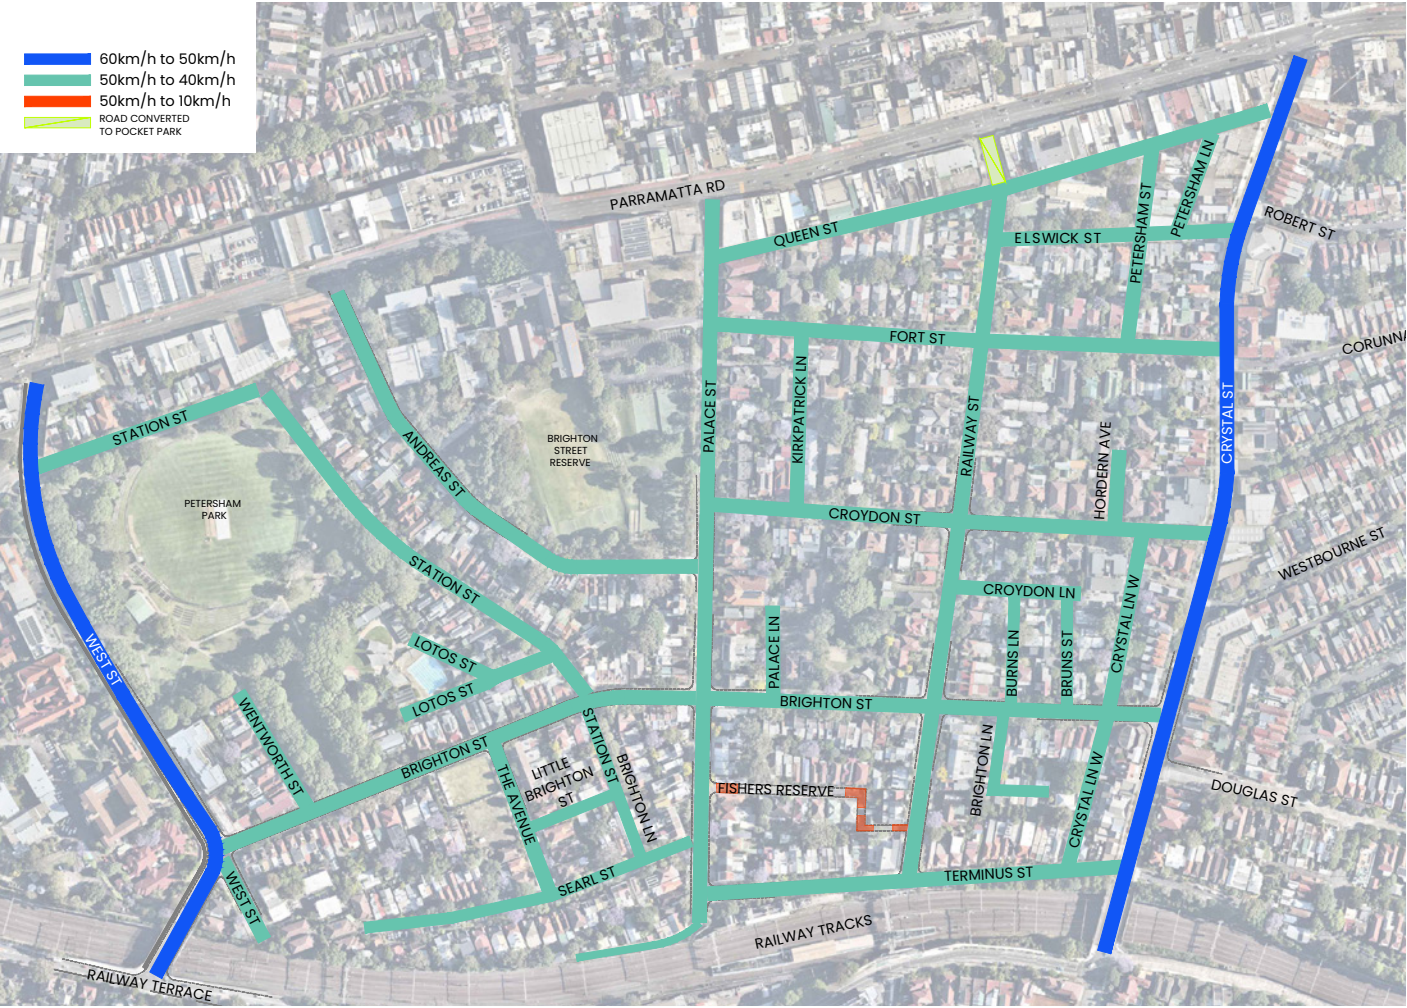 60km/h to 50km/h
50km/h to 40km/h
50km/h to 10km/h
ROAD CONVERTED
TO POCKET PARK
PARRAMATTA RD
QUEEN ST
ELSWICK ST
PETERSHAM ST
PETERSHAM LN
ROBERT ST
FORT ST
CORUNNA
KIRKPATRICK LN
PALACE ST
RAILWAY ST
CRYSTAL ST
HORDERN AVE
STATION ST
ANDREAS ST
BRIGHTON
STREET
RESERVE
PETERSHAM
PARK
CROYDON ST
WESTBOURNE ST
STATION ST
CROYDON LN
BURNS LN
BRUNS ST
CRYSTAL LN W
WEST ST
LOTOS ST
LOTOS ST
PALACE LN
BRIGHTON ST
WENTWORTH ST
BRIGHTON ST
STATION ST
THE AVENUE
LITTLE
BRIGHTON
ST
BRIGHTON LN
FISHERS RESERVE
BRIGHTON LN
CRYSTAL LN W
DOUGLAS ST
WEST ST
SEARL ST
TERMINUS ST
RAILWAY TRACKS
RAILWAY TERRACE